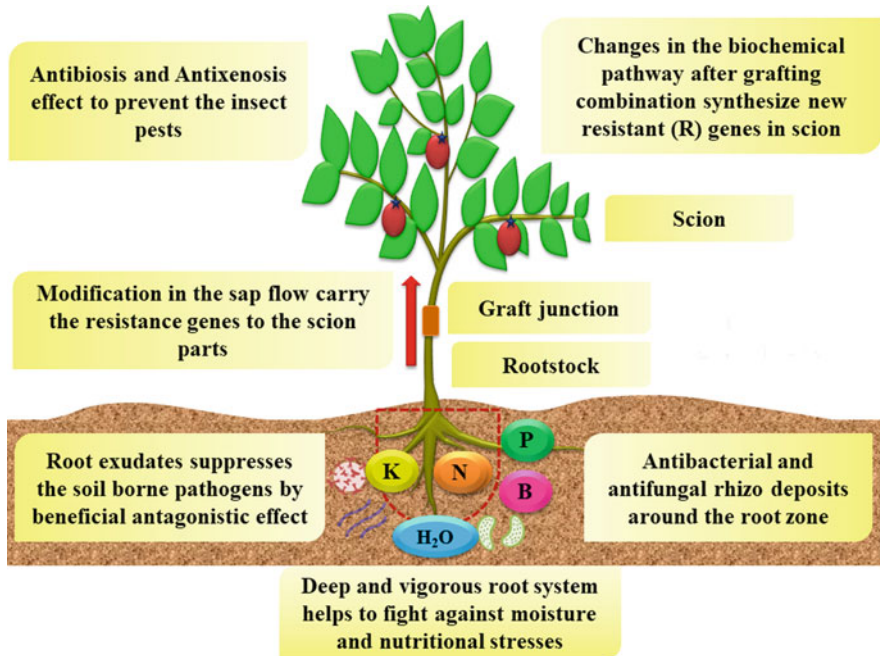 Antibiosis and Antixenosis
effect to prevent the insect
pests
Changes in the biochemical
pathway after grafting
combination synthesize new
resistant (R) genes in scion
Scion
Modification in the sap flow carry
the resistance genes to the scion
parts
Graft junction
Rootstock
Root exudates suppresses
the soil borne pathogens by
beneficial antagonistic effect
K
N
P
B
H₂O
Antibacterial and
antifungal rhizo deposits
around the root zone
Deep and vigorous root system
helps to fight against moisture
and nutritional stresses